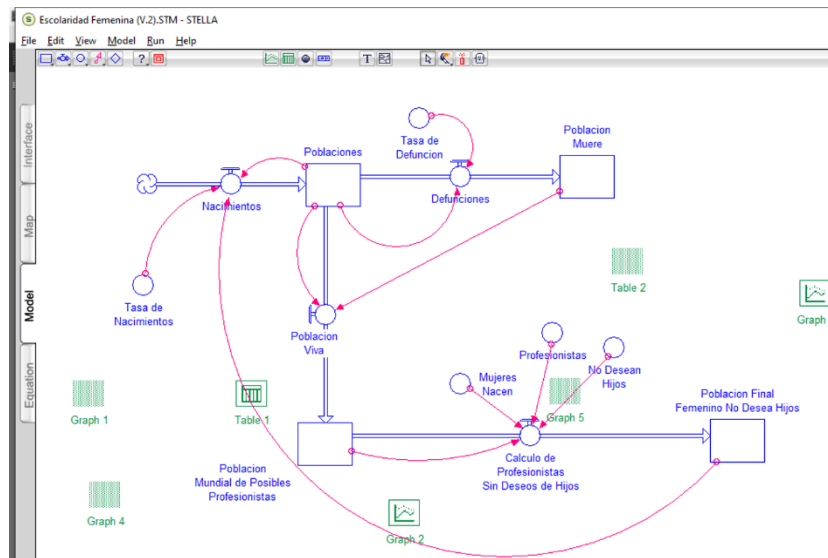 Escolaridad Femenina (V.2).STM - STELLA
File Edit View Model Run Help
Interface
Map
Model
Equation
Tasa de
Defuncion
Poblacion
Muere
Poblaciones
Nacimientos
Defunciones
Tasa de
Nacimientos
Table 2
Graph
Poblacion
Viva
Profesionistas
No Desean
Hijos
Mujeres
Nacen
Graph 1
Table 1
Graph 5
Poblacion Final
Femenino No Desea Hijos
Poblacion
Mundial de Posibles
Profesionistas
Calculo de
Profesionistas
Sin Deseos de Hijos
Graph 4
Graph 2